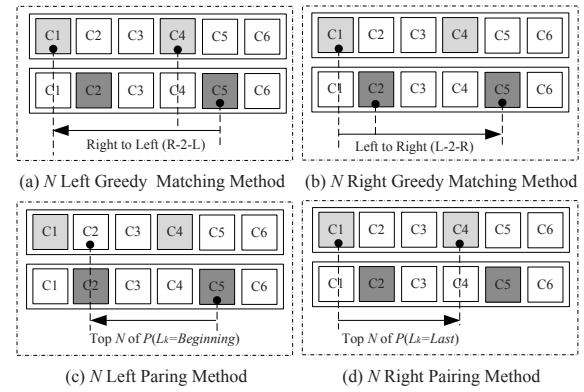 C1 C2 C3 C4 C5 C6
C1 C2 C3 C4 C5 C6
Right to Left (R-2-L)
(a) N Left Greedy Matching Method
C1 C2 C3 C4 C5 C6
C1 C2 C3 C4 C5 C6
Left to Right (L-2-R)
(b) N Right Greedy Matching Method
C1 C2 C3 C4 C5 C6
C1 C2 C3 C4 C5 C6
Top N of P(Lk=Beginning)
(c) N Left Paring Method
C1 C2 C3 C4 C5 C6
C1 C2 C3 C4 C5 C6
Top N of P(Lk=Last)
(d) N Right Pairing Method